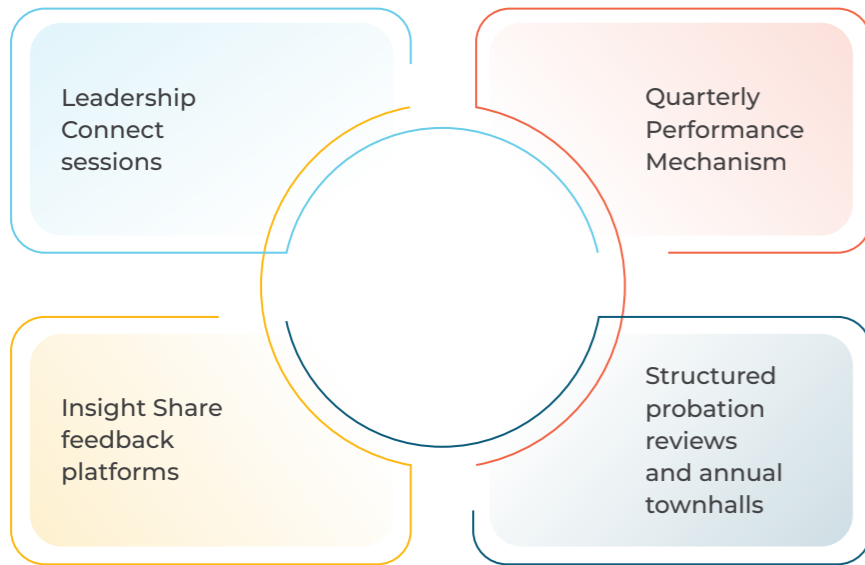 Leadership
Connect
sessions
Quarterly
Performance
Mechanism
Insight Share
feedback
platforms
Structured
probation
reviews
and annual
townhalls